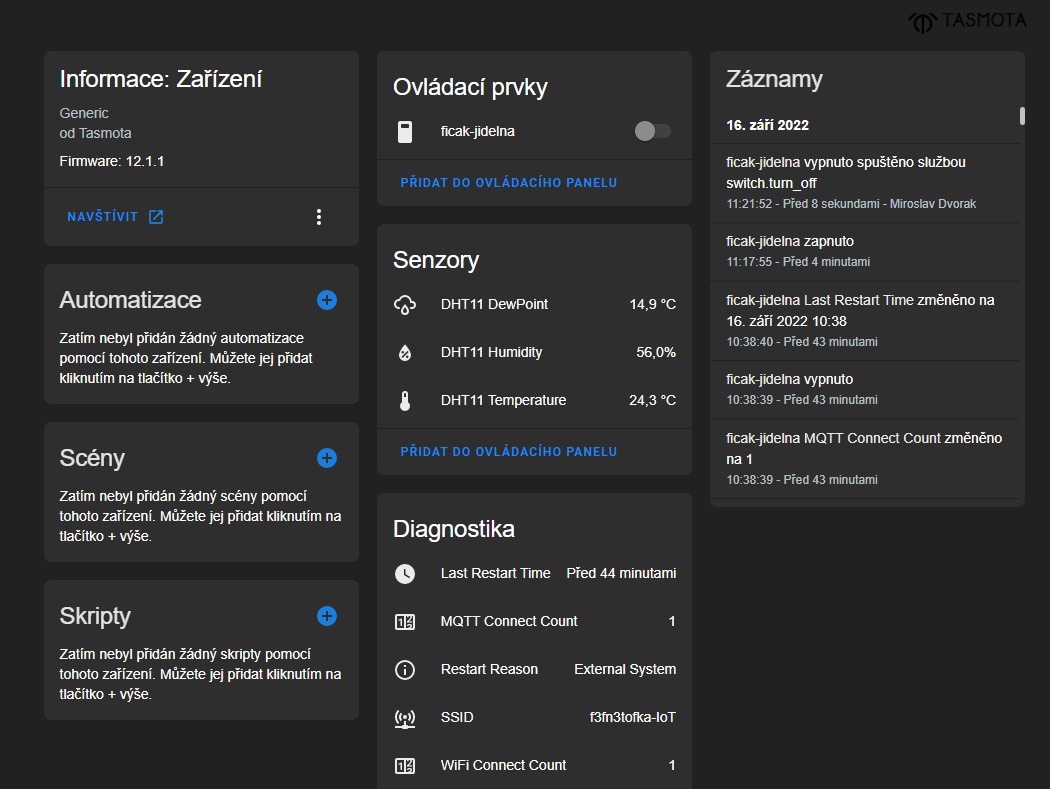 TASMOTA
Informace: Zařízení
Generic
od Tasmota
Firmware: 12.1.1
NAVŠTÍVIT
Automatizace
Zatím nebyl přidán žádný automatizace
pomocí tohoto zařízení. Můžete jej přidat
kliknutím na tlačítko + výše.
Scény
Zatím nebyl přidán žádný scény pomocí
tohoto zařízení. Můžete jej přidat kliknutím na
tlačítko + výše.
Skripty
Zatím nebyl přidán žádný skripty pomocí
tohoto zařízení. Můžete jej přidat kliknutím na
tlačítko + výše.
Ovládací prvky
ficak-jidelna
PŘIDAT DO OVLÁDACÍHO PANELU
Senzory
DHT11 DewPoint 14,9 °C
DHT11 Humidity 56,0%
DHT11 Temperature 24,3 °C
PŘIDAT DO OVLÁDACÍHO PANELU
Diagnostika
Last Restart Time Před 44 minutami
MQTT Connect Count 1
Restart Reason External System
SSID f3fn3tofka-IoT
WiFi Connect Count 1
Záznamy
16. září 2022
ficak-jidelna vypnuto spuštěno službou
switch.turn_off
11:21:52 - Před 8 sekundami - Miroslav Dvorak
ficak-jidelna zapnuto
11:17:55 - Před 4 minutami
ficak-jidelna Last Restart Time změněno na
16. září 2022 10:38
10:38:40 - Před 43 minutami
ficak-jidelna vypnuto
10:38:39 - Před 43 minutami
ficak-jidelna MQTT Connect Count změněno
na 1
10:38:39 - Před 43 minutami